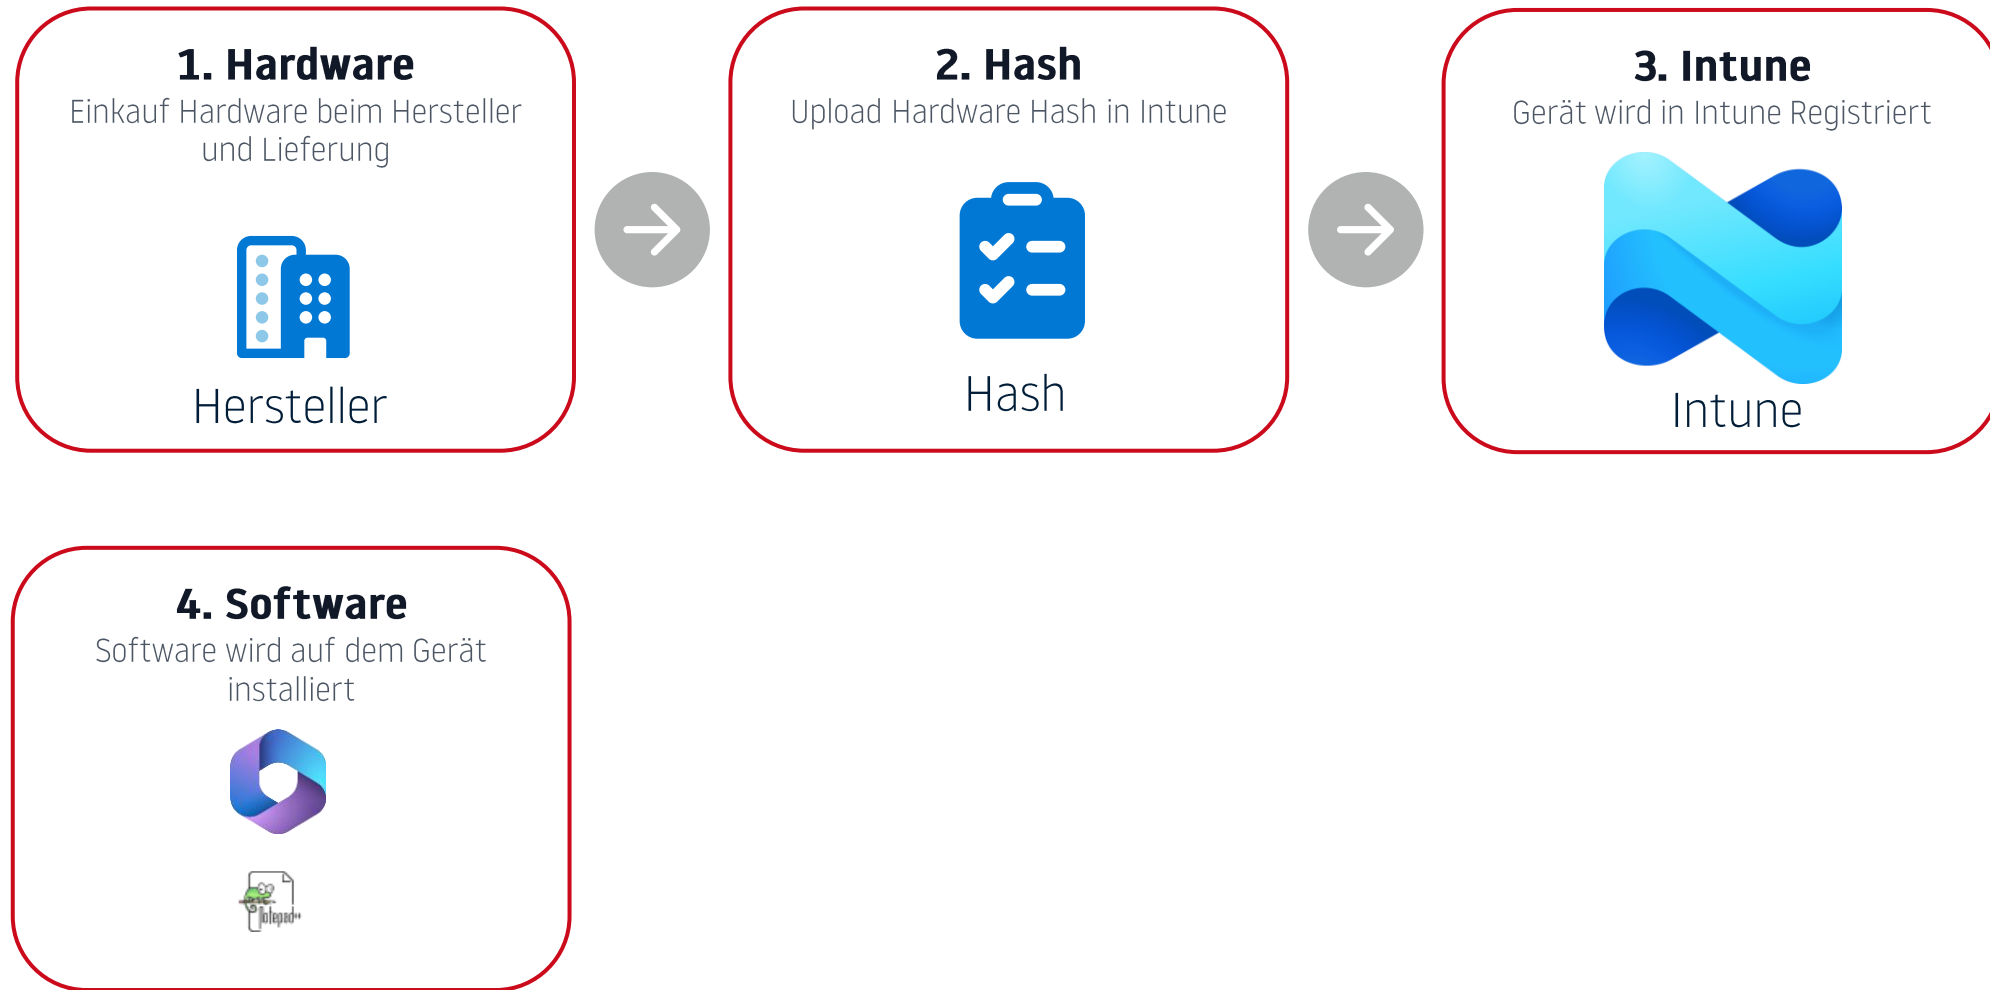 1. Hardware
Einkauf Hardware beim Hersteller
und Lieferung
Hersteller
2. Hash
Upload Hardware Hash in Intune
Hash
3. Intune
Gerät wird in Intune Registriert
Intune
4. Software
Software wird auf dem Gerät
installiert
Notepad++